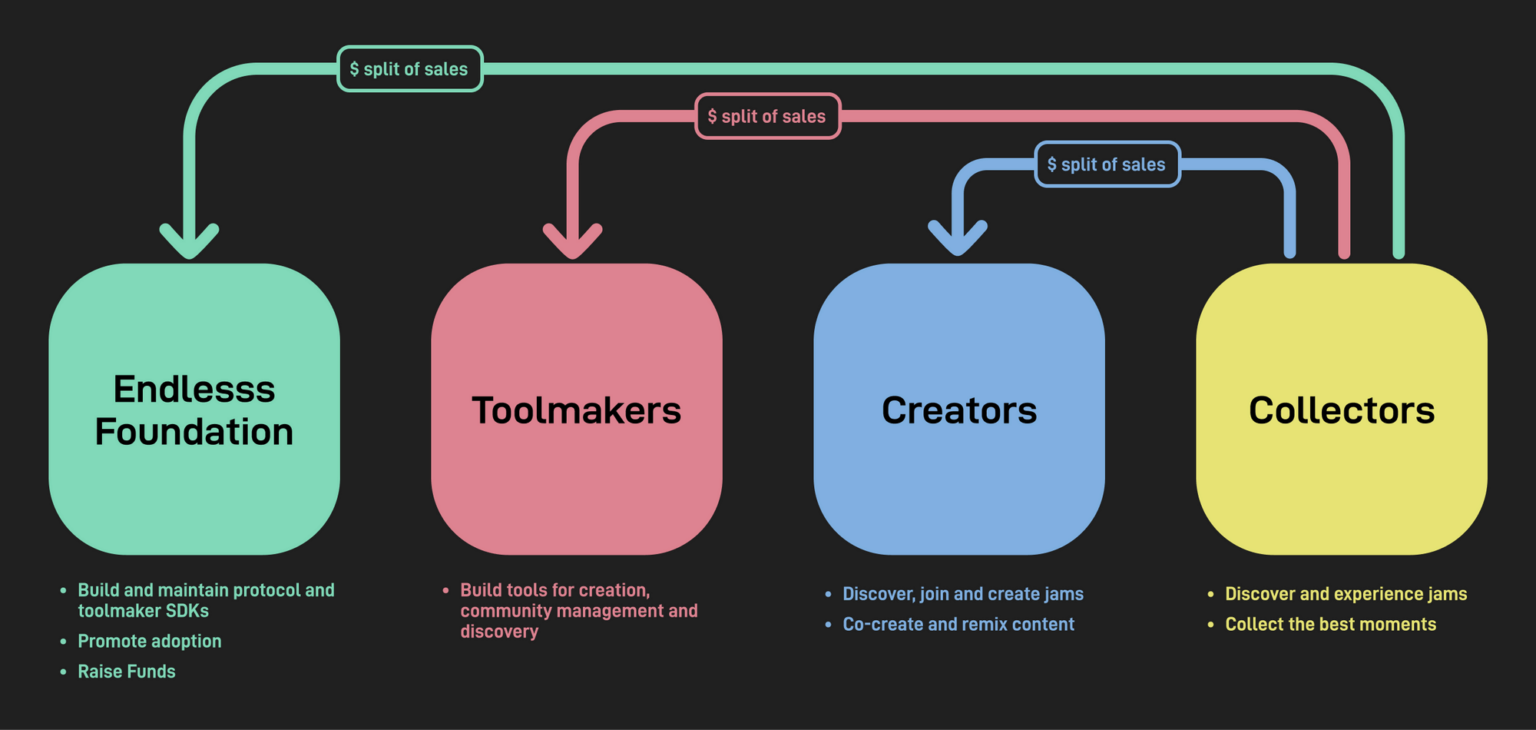 $ split of sales
$ split of sales
$ split of sales
Endlesss
Foundation
Toolmakers
Creators
Collectors
• Build and maintain protocol and
toolmaker SDKs
• Promote adoption
• Raise Funds
• Build tools for creation,
community management and
discovery
• Discover, join and create jams
• Co-create and remix content
• Discover and experience jams
• Collect the best moments